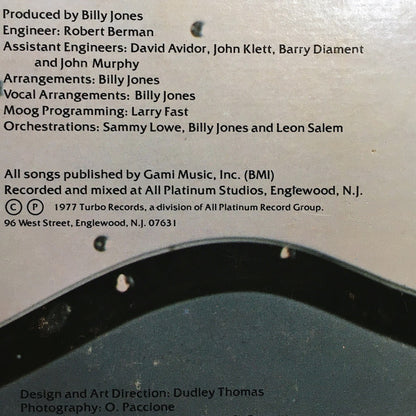 Produced by Billy Jones
Engineer: Robert Berman
Assistant Engineers: David Avidor, John Klett, Barry Diament
and John Murphy
Arrangements: Billy Jones
Vocal Arrangements: Billy Jones
Moog Programming: Larry Fast
Orchestrations: Sammy Lowe, Billy Jones and Leon Salem
All songs published by Gami Music, Inc. (BMI)
Recorded and mixed at All Platinum Studios, Englewood, N.J.
Ⓒ Ⓟ 1977 Turbo Records, a division of All Platinum Record Group.
96 West Street, Englewood, N.J. 07631
Design and Art Direction: Dudley Thomas
Photography: O. Paccione